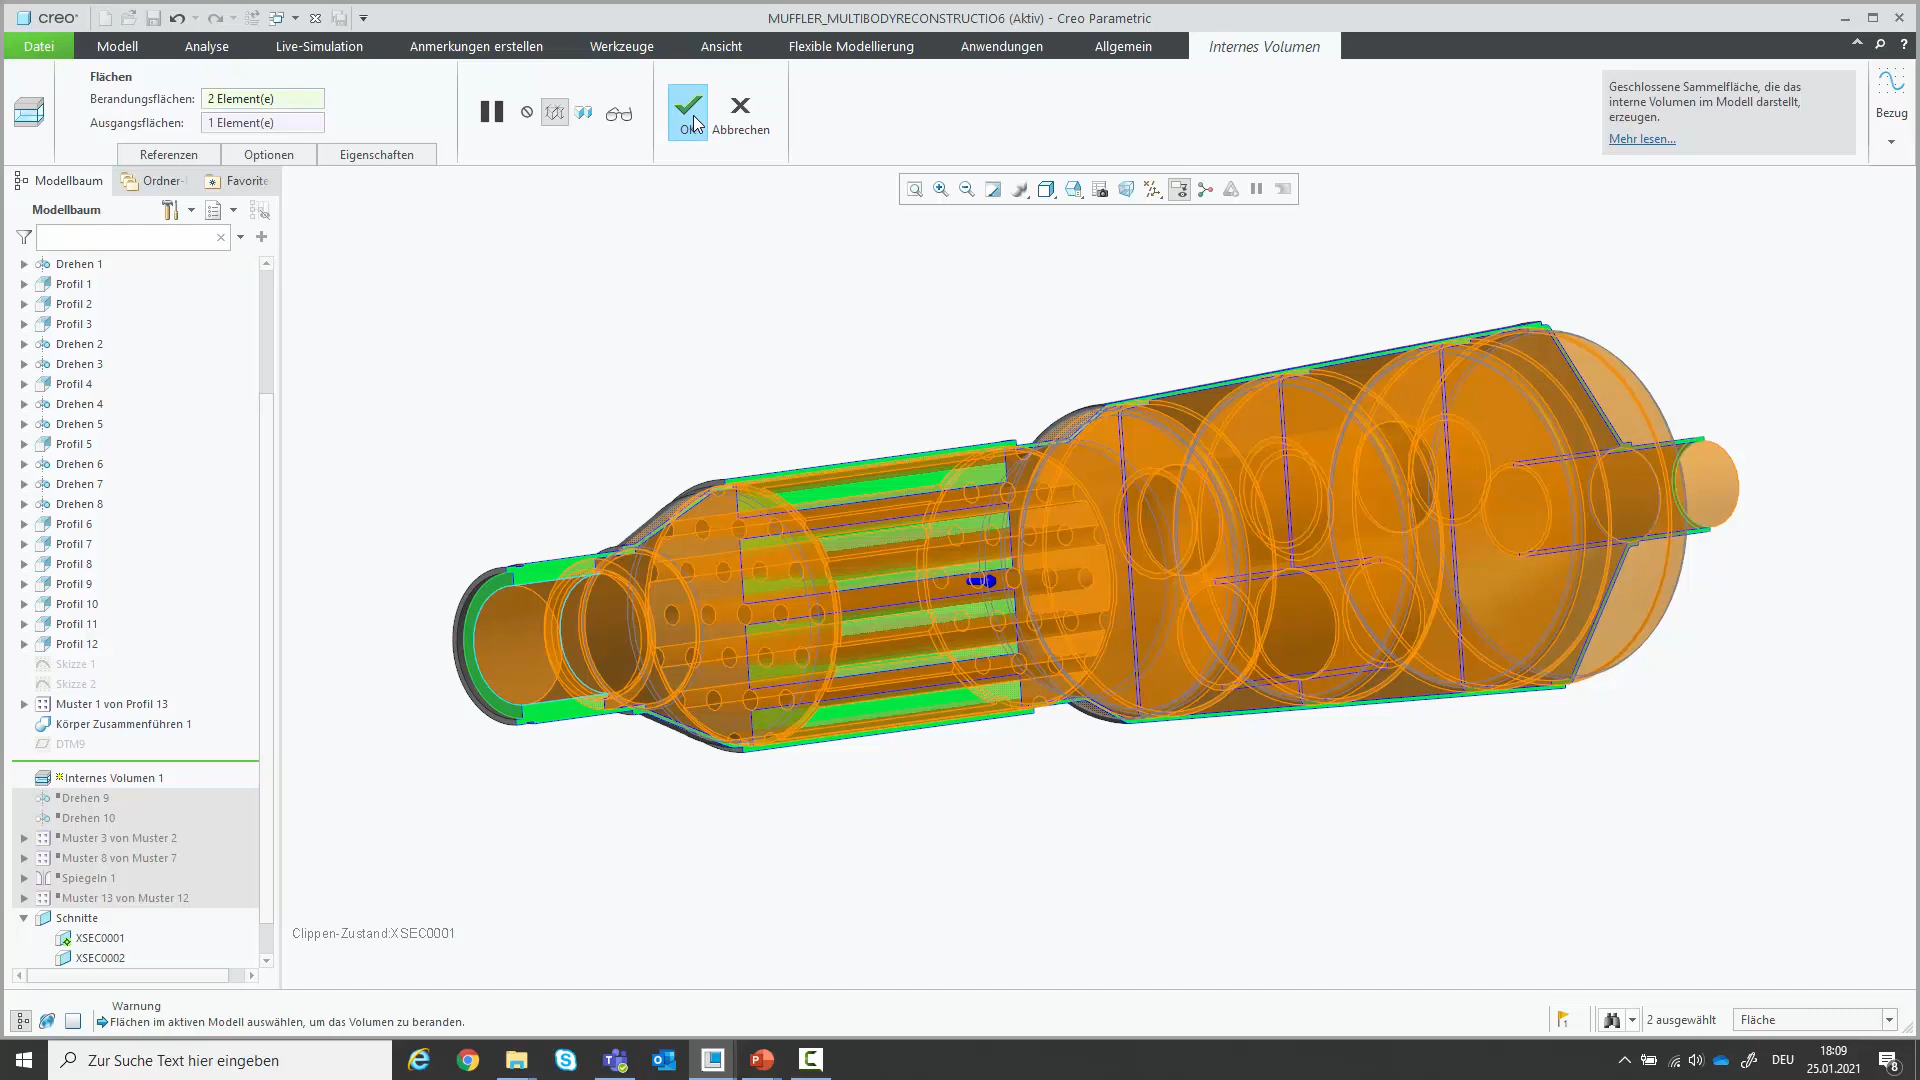 creo
MUFFLER_MULTIBODYRECONSTRUCTIO6 (Aktiv) - Creo Parametric
Datei
Modell
Analyse
Live-Simulation
Anmerkungen erstellen
Werkzeuge
Ansicht
Flexible Modellierung
Anwendungen
Allgemein
Internes Volumen
Flächen
Berandungsflächen: 2 Element(e)
Ausgangsflächen: 1 Element(e)
Abbrechen
Referenzen
Optionen
Eigenschaften
Geschlossene Sammelfläche, die das
interne Volumen im Modell darstellt,
erzeugen.
Mehr lesen...
Bezug
Modellbaum
Ordner-
Favorite
Modellbaum
Drehen 1
Profil 1
Profil 2
Profil 3
Drehen 2
Drehen 3
Profil 4
Drehen 4
Drehen 5
Profil 5
Drehen 6
Drehen 7
Drehen 8
Profil 6
Profil 7
Profil 8
Profil 9
Profil 10
Profil 11
Profil 12
Skizze 1
Skizze 2
Muster 1 von Profil 13
Körper Zusammenführen 1
DTM9
Internes Volumen 1
Drehen 9
Drehen 10
Muster 3 von Muster 2
Muster 8 von Muster 7
Spiegeln 1
Muster 13 von Muster 12
Schnitte
XSEC0001
XSEC0002
Clippen-Zustand:XSEC0001
Warnung
Flächen im aktiven Modell auswählen, um das Volumen zu beranden.
2 ausgewählt
Fläche
Zur Suche Text hier eingeben
DEU
18:09
25.01.2021
8